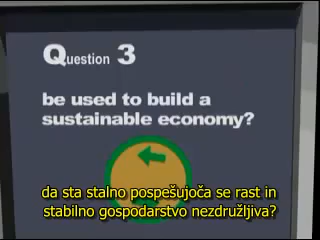 Question 3
be used to build a
sustainable economy?
da sta stalno pospešujoča se rast in
stabilno gospodarstvo nezdružljiva?